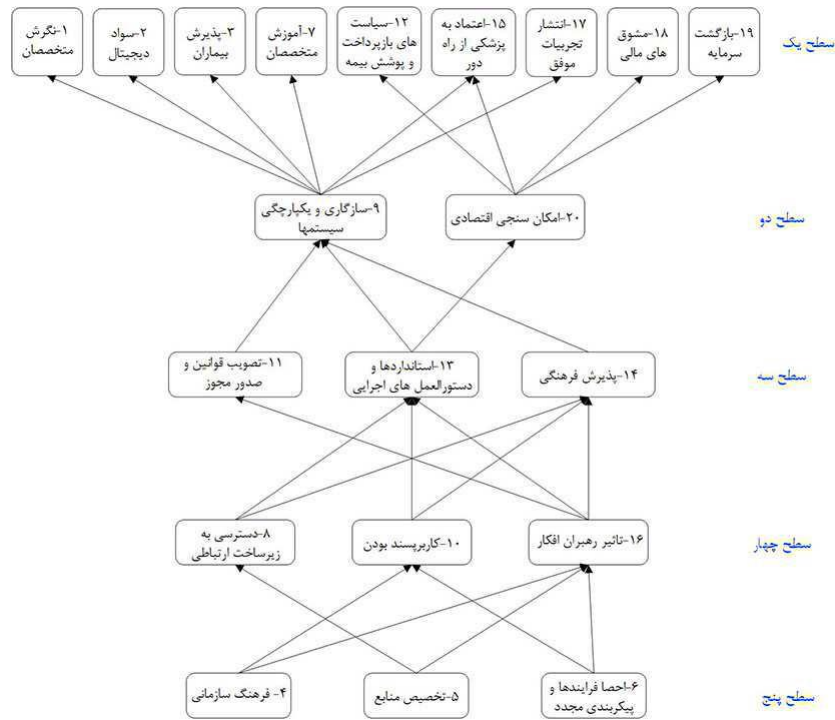 سطح یک
۱۹-بازگشت
سرمایه
۱۸-مشوق
های مالی
۱۷-انتشار
تجربیات
موفق
۱۵-اعتماد به
پزشکی از راه
دور
۱۲-سیاست
های بازپرداخت
و پوشش بیمه
۷-آموزش
متخصصان
۳-پذیرش
بیماران
۲-سواد
دیجیتال
۱-نگرش
متخصصان
سطح دو
۲۰-امکان سنجی اقتصادی
۹-سازگاری و یکپارچگی
سیستمها
سطح سه
۱۴-پذیرش فرهنگی
۱۳-استانداردها و
دستورالعمل های اجرایی
۱۱-تصویب قوانین و
صدور مجوز
سطح چهار
۱۶-تاثیر رهبران افکار
۱۰-کاربرپسند بودن
۸-دسترسی به
زیرساخت ارتباطی
سطح پنج
۶-احصا فرایندها و
پیکربندی مجدد
۵-تخصیص منابع
۴- فرهنگ سازمانی